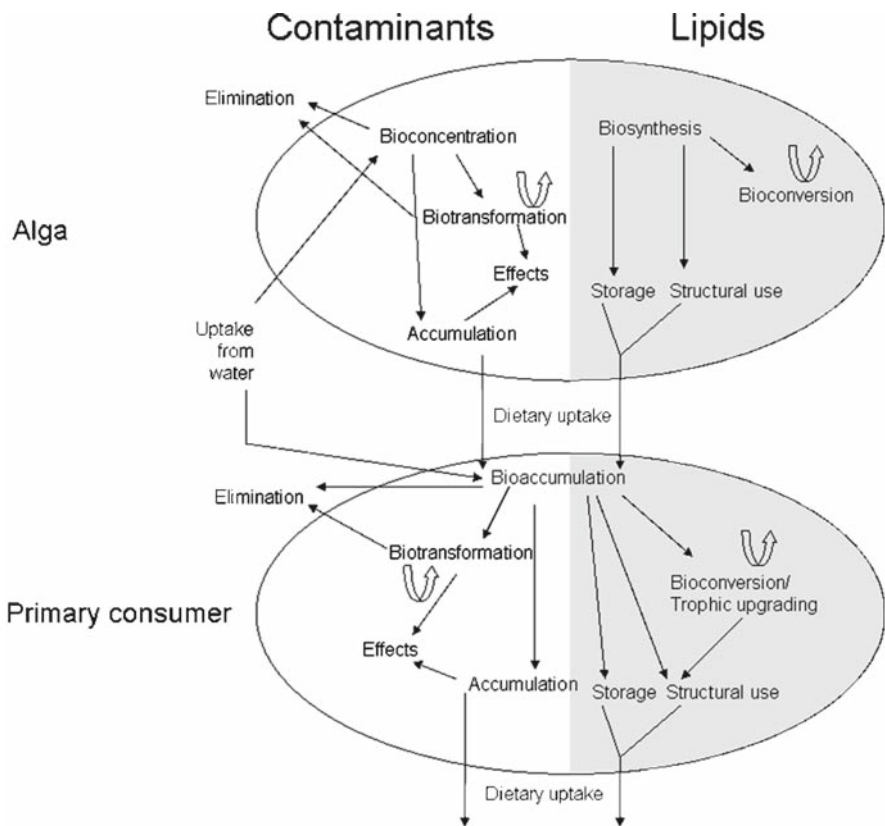 Contaminants
Lipids
Elimination
Bioconcentration
Biosynthesis
Bioconversion
Biotransformation
Alga
Effects
Storage
Structural use
Accumulation
Uptake
from
water
Dietary uptake
Bioaccumulation
Elimination
Biotransformation
Bioconversion/
Trophic upgrading
Primary consumer
Effects
Accumulation
Storage
Structural use
Dietary uptake